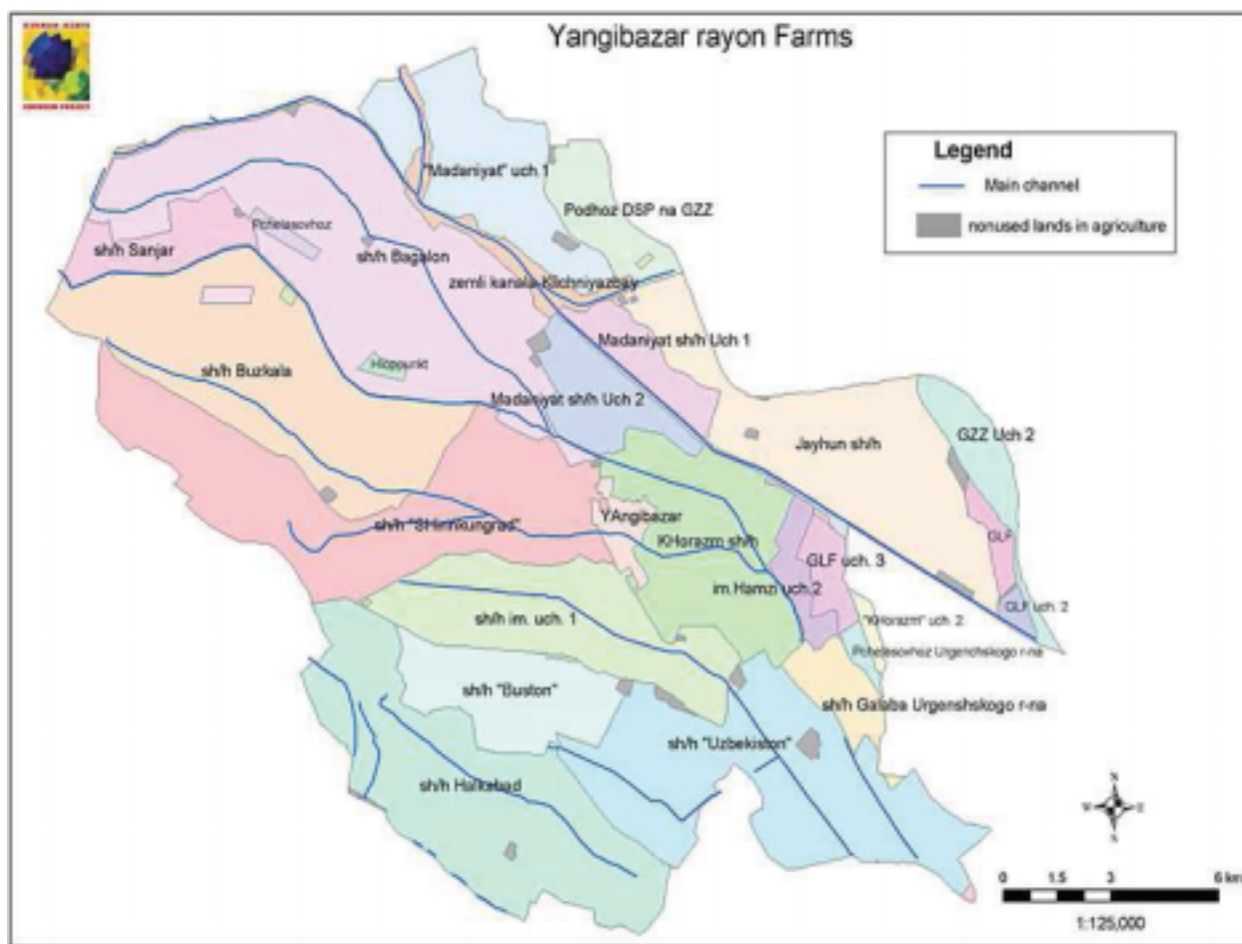 Yangibazar rayon Farms
Legend
Main channel
nonused lands in agriculture
"Madaniyat" uch.1
Podhoz DSP na GZZ
Pchelasovhoz
sh/h Sanjar
sh/h Bagalon
zemli kanala-Klichniyazbay
Madaniyat sh/h Uch 1
sh/h Buzkala
Madaniyat sh/h Uch 2
Jayhun sh/h
GZZ Uch 2
sh/h "SHirinkungrad"
YAngibazar
KHorazm sh/h
GLF
GLF uch. 3
im.Hamzi uch.2
GLF uch. 2
"KHorazm" uch. 2
sh/h im. uch. 1
Pchelasovhoz Urgenchskogo r-na
sh/h "Buston"
sh/h Galaba Urgenshskogo r-na
sh/h "Uzbekiston"
sh/h Halkabad
N
W
E
S
0 1.5 3 6 km
1:125,000